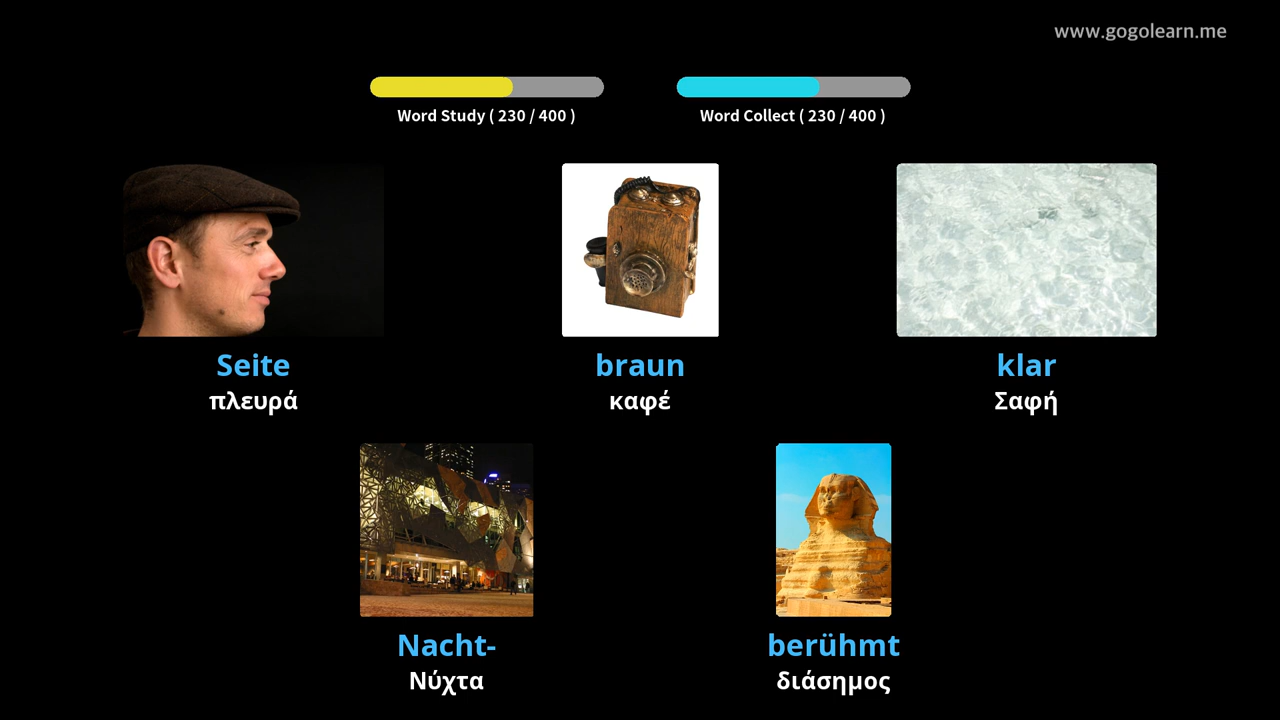 www.gogolearn.me
Word Study ( 230 / 400 )
Word Collect ( 230 / 400 )
Seite
πλευρά
braun
καφέ
klar
Σαφή
Nacht-
Νύχτα
berühmt
διάσημος